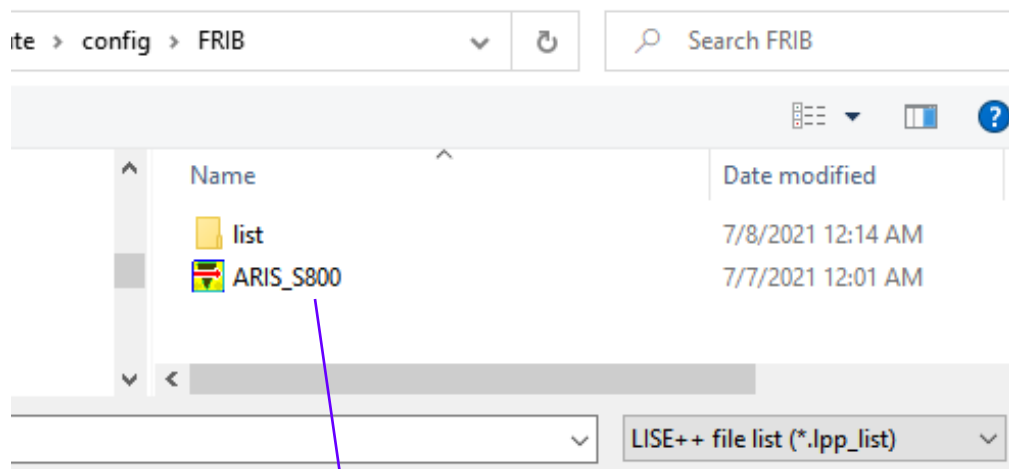 ite > config > FRIB
Search FRIB
?
Name
Date modified
list
7/8/2021 12:14 AM
ARIS_S800
7/7/2021 12:01 AM
LISE++ file list (*.lpp_list)